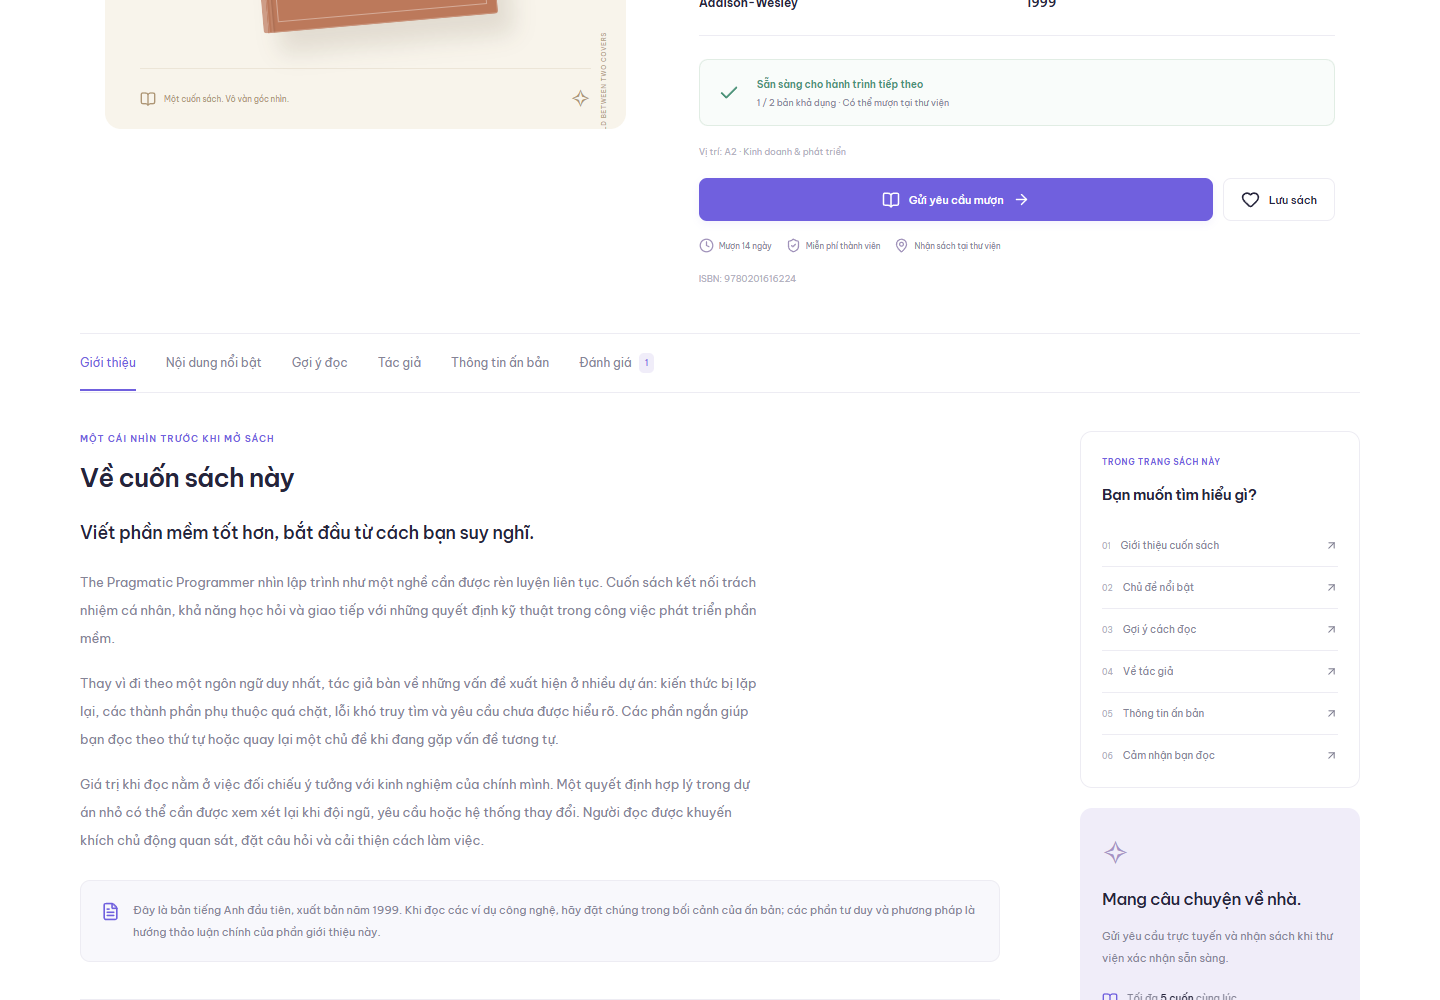 Addison-Wesley
1999
D BETWEEN TWO COVERS
Một cuốn sách. Vô vàn góc nhìn.
Sẵn sàng cho hành trình tiếp theo
1 / 2 bản khả dụng · Có thể mượn tại thư viện
Vị trí: A2 · Kinh doanh & phát triển
Gửi yêu cầu mượn
Lưu sách
Mượn 14 ngày
Miễn phí thành viên
Nhận sách tại thư viện
ISBN: 9780201616224
Giới thiệu
Nội dung nổi bật
Gợi ý đọc
Tác giả
Thông tin ấn bản
Đánh giá 1
MỘT CÁI NHÌN TRƯỚC KHI MỞ SÁCH
Về cuốn sách này
Viết phần mềm tốt hơn, bắt đầu từ cách bạn suy nghĩ.
The Pragmatic Programmer nhìn lập trình như một nghề cần được rèn luyện liên tục. Cuốn sách kết nối trách
nhiệm cá nhân, khả năng học hỏi và giao tiếp với những quyết định kỹ thuật trong công việc phát triển phần
mềm.
Thay vì đi theo một ngôn ngữ duy nhất, tác giả bàn về những vấn đề xuất hiện ở nhiều dự án: kiến thức bị lặp
lại, các thành phần phụ thuộc quá chặt, lỗi khó truy tìm và yêu cầu chưa được hiểu rõ. Các phần ngắn giúp
bạn đọc theo thứ tự hoặc quay lại một chủ đề khi đang gặp vấn đề tương tự.
Giá trị khi đọc nằm ở việc đối chiếu ý tưởng với kinh nghiệm của chính mình. Một quyết định hợp lý trong dự
án nhỏ có thể cần được xem xét lại khi đội ngũ, yêu cầu hoặc hệ thống thay đổi. Người đọc được khuyến
khích chủ động quan sát, đặt câu hỏi và cải thiện cách làm việc.
Đây là bản tiếng Anh đầu tiên, xuất bản năm 1999. Khi đọc các ví dụ công nghệ, hãy đặt chúng trong bối cảnh của ấn bản; các phần tư duy và phương pháp là
hướng thảo luận chính của phần giới thiệu này.
TRONG TRANG SÁCH NÀY
Bạn muốn tìm hiểu gì?
01 Giới thiệu cuốn sách
02 Chủ đề nổi bật
03 Gợi ý cách đọc
04 Về tác giả
05 Thông tin ấn bản
06 Cảm nhận bạn đọc
Mang câu chuyện về nhà.
Gửi yêu cầu trực tuyến và nhận sách khi thư
viện xác nhận sẵn sàng.
Tối đa 5 cuốn cùng lúc